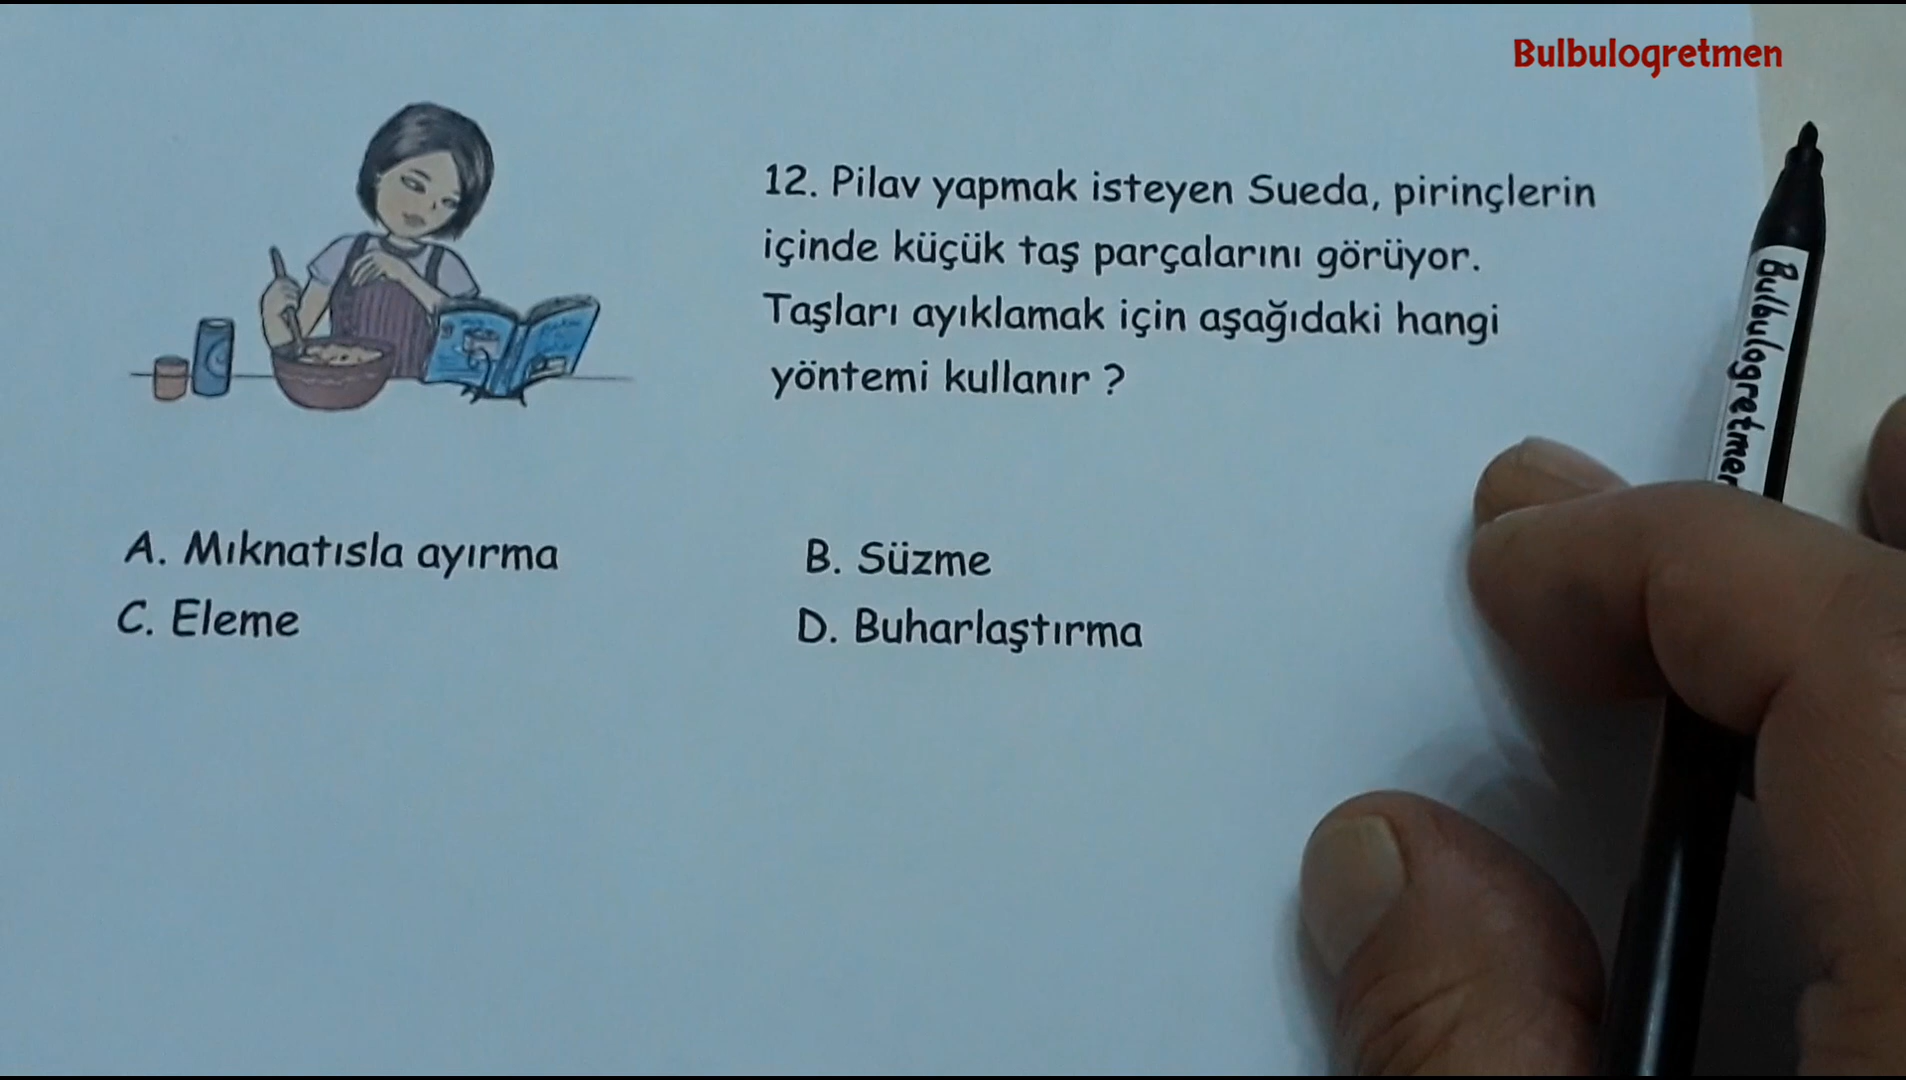 Bulbulogretmen
12. Pilav yapmak isteyen Sueda, pirinçlerin
içinde küçük taş parçalarını görüyor.
Taşları ayıklamak için aşağıdaki hangi
yöntemi kullanır ?
A. Mıknatısla ayırma
B. Süzme
C. Eleme
D. Buharlaştırma
Bulbulogretmen